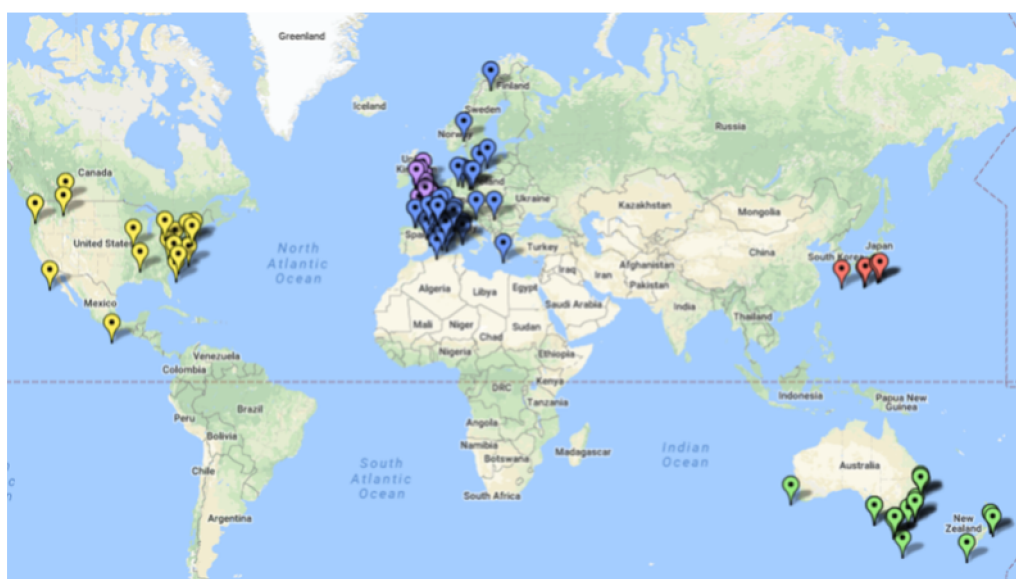 Greenland
Iceland
Finland
Sweden
Norway
Russia
Canada
Ukraine
Kazakhstan
Mongolia
United States
North
Atlantic
Ocean
Spain
Turkey
China
South Korea
Japan
Iraq
Iran
Afghanistan
Pakistan
Algeria
Libya
Egypt
Saudi Arabia
India
Mexico
Mali
Niger
Chad
Sudan
Thailand
Nigeria
Ethiopia
Venezuela
Colombia
DRC
Kenya
Tanzania
Indonesia
Papua New
Guinea
Brazil
Peru
Bolivia
Angola
Namibia
Botswana
Madagascar
Indian
Ocean
South
Atlantic
Ocean
Chile
Australia
South Africa
Argentina
New
Zealand